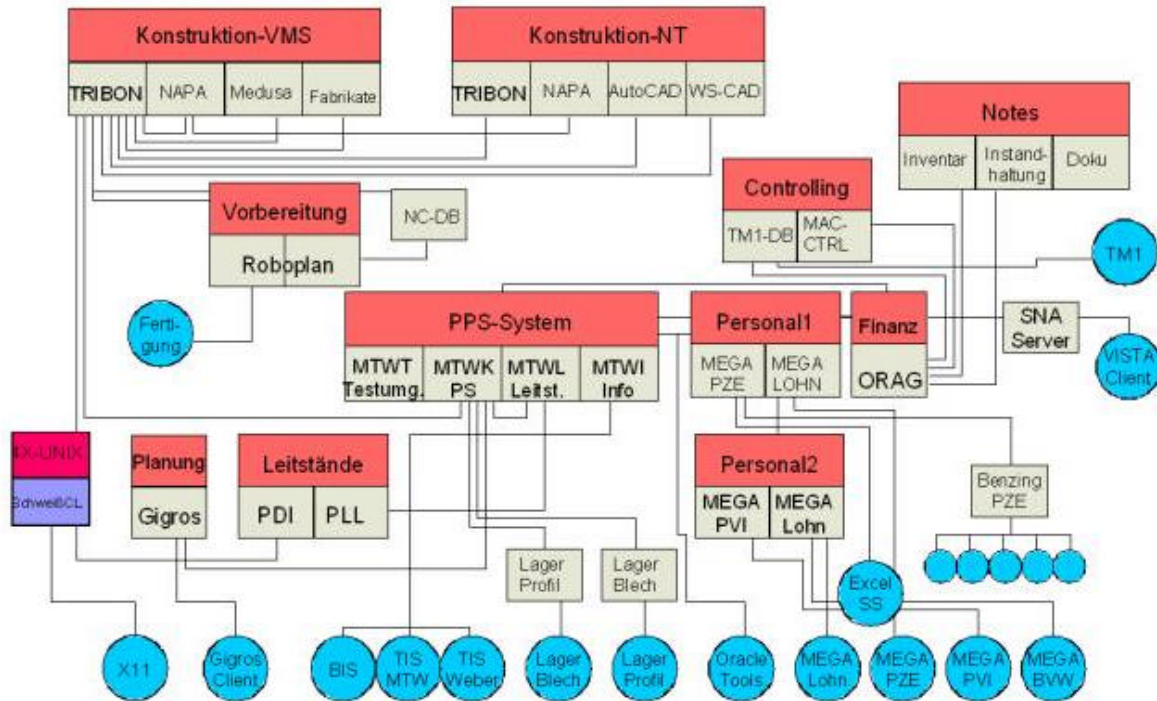 Konstruktion-VMS
TRIBON NAPA Medusa Fabrikate
Konstruktion-NT
TRIBON NAPA AutoCAD WS-CAD
Notes
Inventar Instand-
haltung Doku
Controlling
TM1-DB MAC-
CTRL
Vorbereitung
Roboplan
NC-DB
TM1
Ferti-
gung
PPS-System
MTWT MTWK MTWL MTWI
Testumg. PS Leitst. Info
Personal1
MEGA MEGA
PZE LOHN
Finanz
ORAG
SNA
Server
VISTA
Client
-UNIX
SchweißCL
Planung
Gigros
Leitstände
PDI PLL
Personal2
MEGA MEGA
PVI Lohn
Benzing
PZE
Lager
Profil
Lager
Blech
Excel
SS
X11
Gigros
Client
BIS
TIS
MTW
TIS
Weber
Lager
Blech
Lager
Profil
Oracle
Tools
MEGA
Lohn
MEGA
PZE
MEGA
PVI
MEGA
BVW